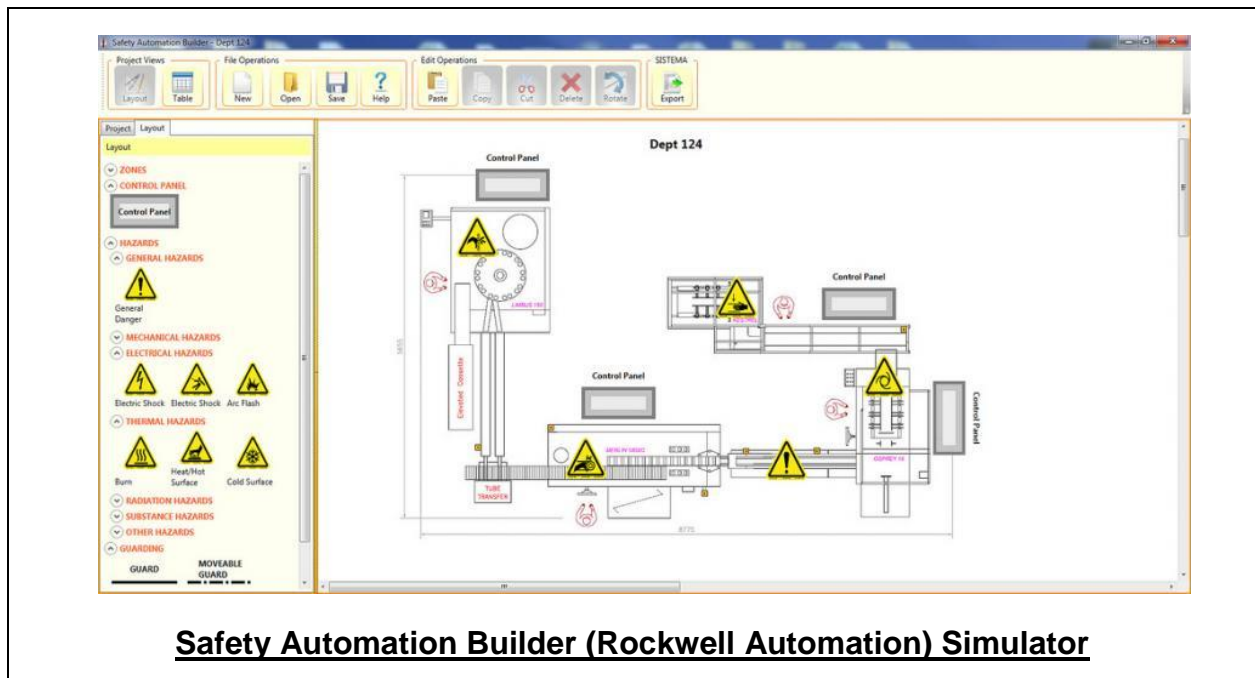 Safety Automation Builder - Dept 124
Project Views
File Operations
Edit Operations
SISTEMA
Layout
Table
New
Open
Save
Help
Paste
Copy
Cut
Delete
Rotate
Export
Project Layout
Layout
ZONES
CONTROL PANEL
Control Panel
HAZARDS
GENERAL HAZARDS
General
Danger
MECHANICAL HAZARDS
ELECTRICAL HAZARDS
Electric Shock Electric Shock Arc Flash
THERMAL HAZARDS
Burn
Heat/Hot
Surface
Cold Surface
RADIATION HAZARDS
SUBSTANCE HAZARDS
OTHER HAZARDS
GUARDING
GUARD
MOVEABLE
GUARD
Dept 124
Control Panel
Control Panel
Control Panel
Control Panel
Elevated Cassette
TUBE
TRANSFER
8775
Safety Automation Builder (Rockwell Automation) Simulator